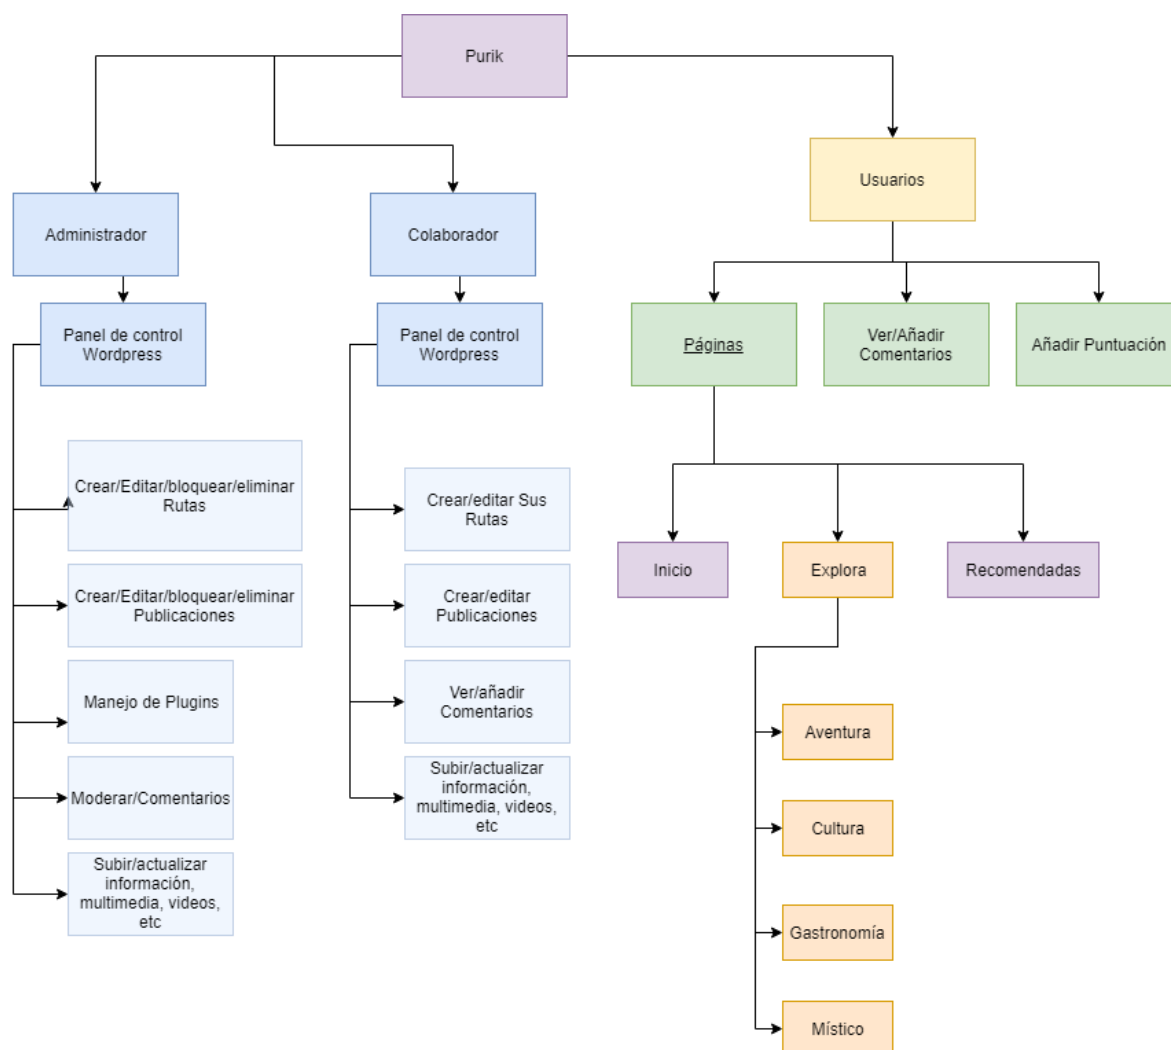 Purik
Usuarios
Administrador
Colaborador
Panel de control
Wordpress
Panel de control
Wordpress
Páginas
Ver/Añadir
Comentarios
Añadir Puntuación
Crear/Editar/bloquear/eliminar
Rutas
Crear/Editar/bloquear/eliminar
Publicaciones
Manejo de Plugins
Moderar/Comentarios
Subir/actualizar
información,
multimedia, videos,
etc
Crear/editar Sus
Rutas
Crear/editar
Publicaciones
Ver/añadir
Comentarios
Subir/actualizar
información,
multimedia, videos,
etc
Inicio
Explora
Recomendadas
Aventura
Cultura
Gastronomía
Místico